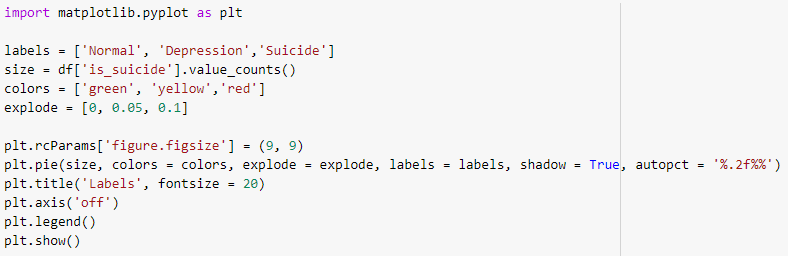 import matplotlib.pyplot as plt
labels = ['Normal', 'Depression','Suicide']
size = df['is_suicide'].value_counts()
colors = ['green', 'yellow','red']
explode = [0, 0.05, 0.1]
plt.rcParams['figure.figsize'] = (9, 9)
plt.pie(size, colors = colors, explode = explode, labels = labels, shadow = True, autopct = '%.2f%%')
plt.title('Labels', fontsize = 20)
plt.axis('off')
plt.legend()
plt.show()